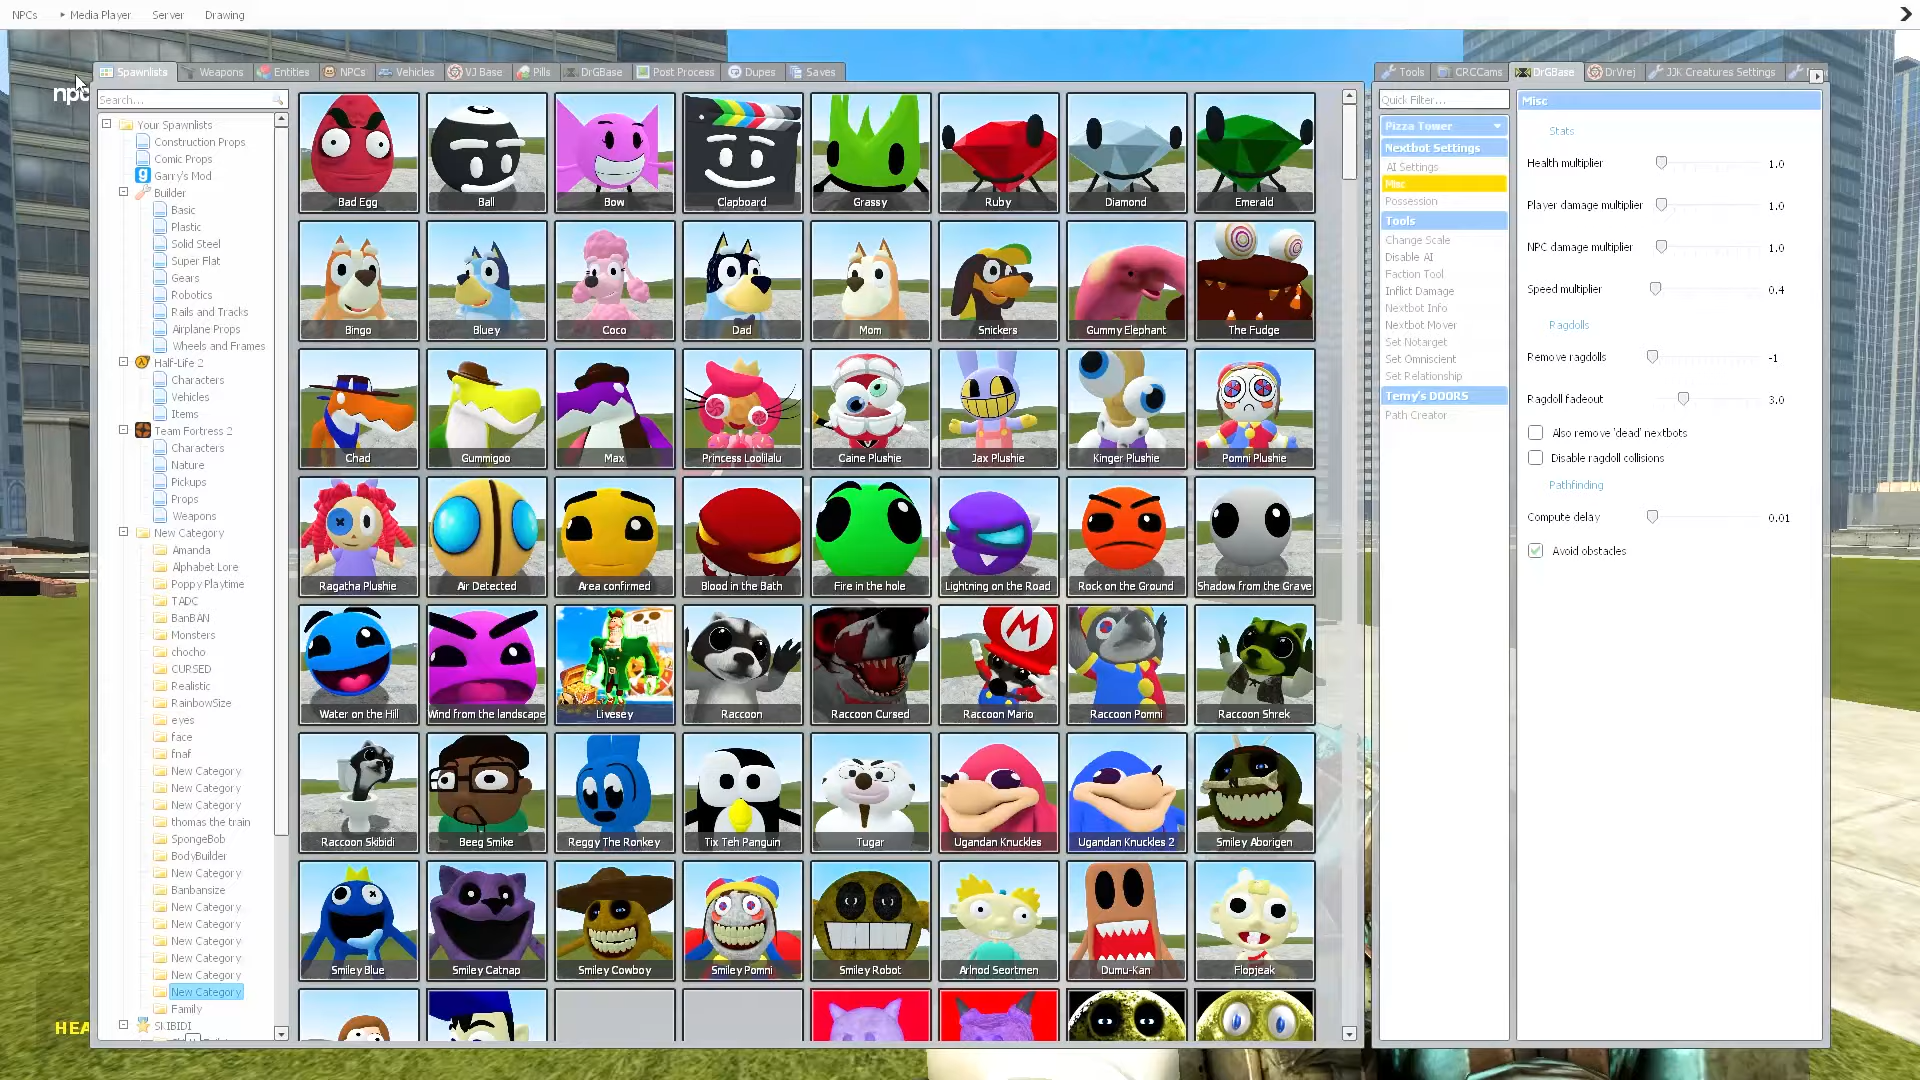 NPCs Media Player Server Drawing
Spawnlists Weapons Entities NPCs Vehicles VJ Base Pills DrGBase Post Process Dupes Saves
Tools CRCCams DrGBase DrVrej JJK Creatures Settings
npc
Search...
Your Spawnlists
Construction Props
Comic Props
Garry's Mod
Builder
Basic
Plastic
Solid Steel
Super Flat
Gears
Robotics
Rails and Tracks
Airplane Props
Wheels and Frames
Half-Life 2
Characters
Vehicles
Items
Team Fortress 2
Characters
Nature
Pickups
Props
Weapons
New Category
Amanda
Alphabet Lore
Poppy Playtime
TADC
BanBAN
Monsters
chocho
CURSED
Realistic
RainbowSize
eyes
face
fnaf
New Category
New Category
New Category
thomas the train
SpongeBob
BodyBuilder
New Category
Banbansize
New Category
New Category
New Category
New Category
New Category
New Category
Family
SKIBIDI
HEA
Bad Egg Ball Bow Clapboard Grassy Ruby Diamond Emerald
Bingo Bluey Coco Dad Mom Snickers Gummy Elephant The Fudge
Chad Gummigoo Max Princess Loolilalu Caine Plushie Jax Plushie Kinger Plushie Pomni Plushie
Ragatha Plushie Air Detected Area confirmed Blood in the Bath Fire in the hole Lightning on the Road Rock on the Ground Shadow from the Grave
Water on the Hill Wind from the landscape Livesey Raccoon Raccoon Cursed Raccoon Mario Raccoon Pomni Raccoon Shrek
Raccoon Skibidi Beeg Smike Reggy The Ronkey Tix Teh Panguin Tugar Ugandan Knuckles Ugandan Knuckles 2 Smiley Aborigen
Smiley Blue Smiley Catnap Smiley Cowboy Smiley Pomni Smiley Robot Arlnod Seortmen Dumu-Kan Flopjeak
Quick Filter...
Pizza Tower
Nextbot Settings
AI Settings
Misc
Possession
Tools
Change Scale
Disable AI
Faction Tool
Inflict Damage
Nextbot Info
Nextbot Mover
Set Notarget
Set Omniscient
Set Relationship
Temy's DOORS
Path Creator
Misc
Stats
Health multiplier 1.0
Player damage multiplier 1.0
NPC damage multiplier 1.0
Speed multiplier 0.4
Ragdolls
Remove ragdolls -1
Ragdoll fadeout 3.0
Also remove 'dead' nextbots
Disable ragdoll collisions
Pathfinding
Compute delay 0.01
Avoid obstacles